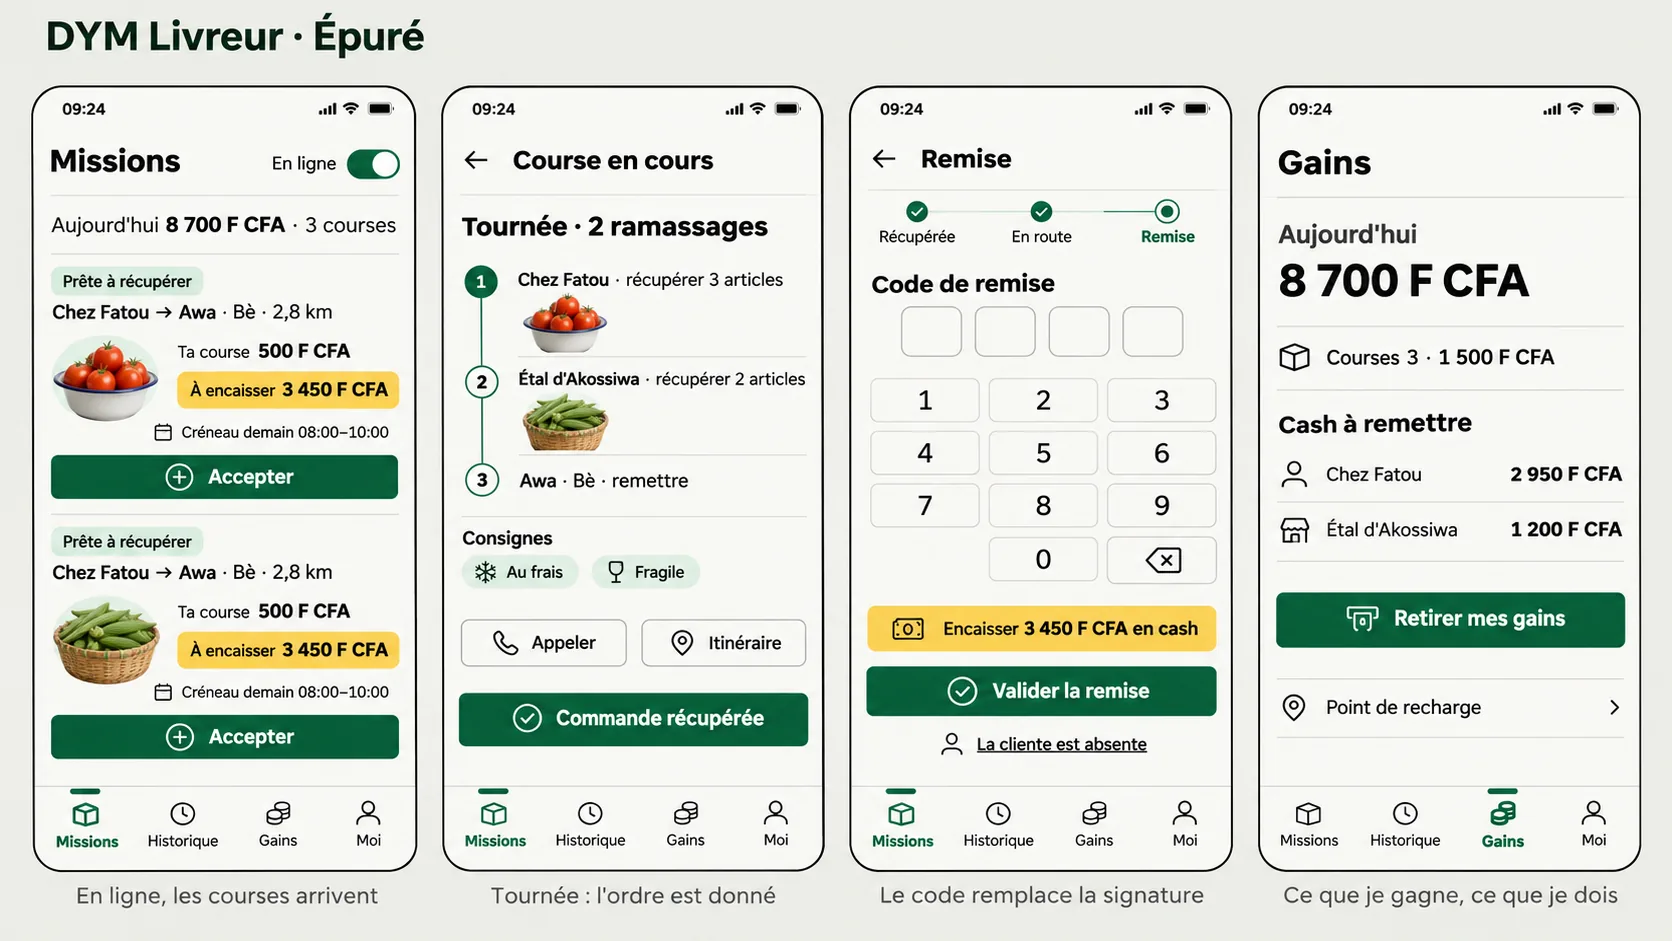 DYM Livreur · Épuré
09:24
Missions
En ligne
Aujourd'hui 8 700 F CFA · 3 courses
Prête à récupérer
Chez Fatou → Awa · Bè · 2,8 km
Ta course 500 F CFA
À encaisser 3 450 F CFA
Créneau demain 08:00–10:00
Accepter
Prête à récupérer
Chez Fatou → Awa · Bè · 2,8 km
Ta course 500 F CFA
À encaisser 3 450 F CFA
Créneau demain 08:00–10:00
Accepter
Missions
Historique
Gains
Moi
En ligne, les courses arrivent
09:24
Course en cours
Tournée · 2 ramassages
1
Chez Fatou · récupérer 3 articles
2
Étal d'Akossiwa · récupérer 2 articles
3
Awa · Bè · remettre
Consignes
Au frais
Fragile
Appeler
Itinéraire
Commande récupérée
Missions
Historique
Gains
Moi
Tournée : l'ordre est donné
09:24
Remise
Récupérée
En route
Remise
Code de remise
1 2 3
4 5 6
7 8 9
0
Encaisser 3 450 F CFA en cash
Valider la remise
La cliente est absente
Missions
Historique
Gains
Moi
Le code remplace la signature
09:24
Gains
Aujourd'hui
8 700 F CFA
Courses 3 · 1 500 F CFA
Cash à remettre
Chez Fatou 2 950 F CFA
Étal d'Akossiwa 1 200 F CFA
Retirer mes gains
Point de recharge
Missions
Historique
Gains
Moi
Ce que je gagne, ce que je dois